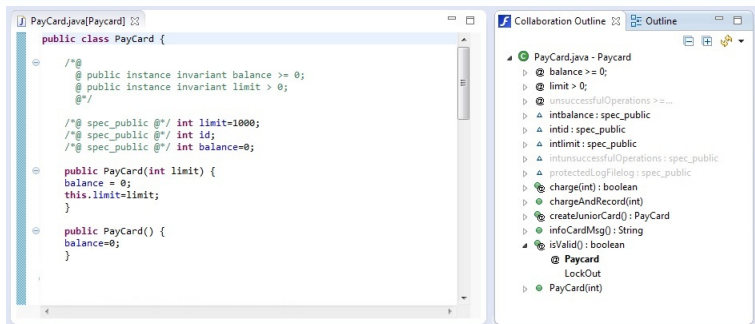 PayCard.java[Paycard]
public class PayCard {
/*@
@ public instance invariant balance >= 0;
@ public instance invariant limit > 0;
@*/
/*@ spec_public @*/ int limit=1000;
/*@ spec_public @*/ int id;
/*@ spec_public @*/ int balance=0;
public PayCard(int limit) {
balance = 0;
this.limit=limit;
}
public PayCard() {
balance=0;
}
Collaboration Outline
Outline
PayCard.java - Paycard
@ balance >= 0;
@ limit > 0;
@ unsuccessfulOperations >=...
intbalance : spec_public
intid : spec_public
intlimit : spec_public
intunsuccessfulOperations : spec_public
protectedLogFilelog : spec_public
charge(int) : boolean
chargeAndRecord(int)
createJuniorCard() : PayCard
infoCardMsg() : String
isValid() : boolean
@ Paycard
LockOut
PayCard(int)